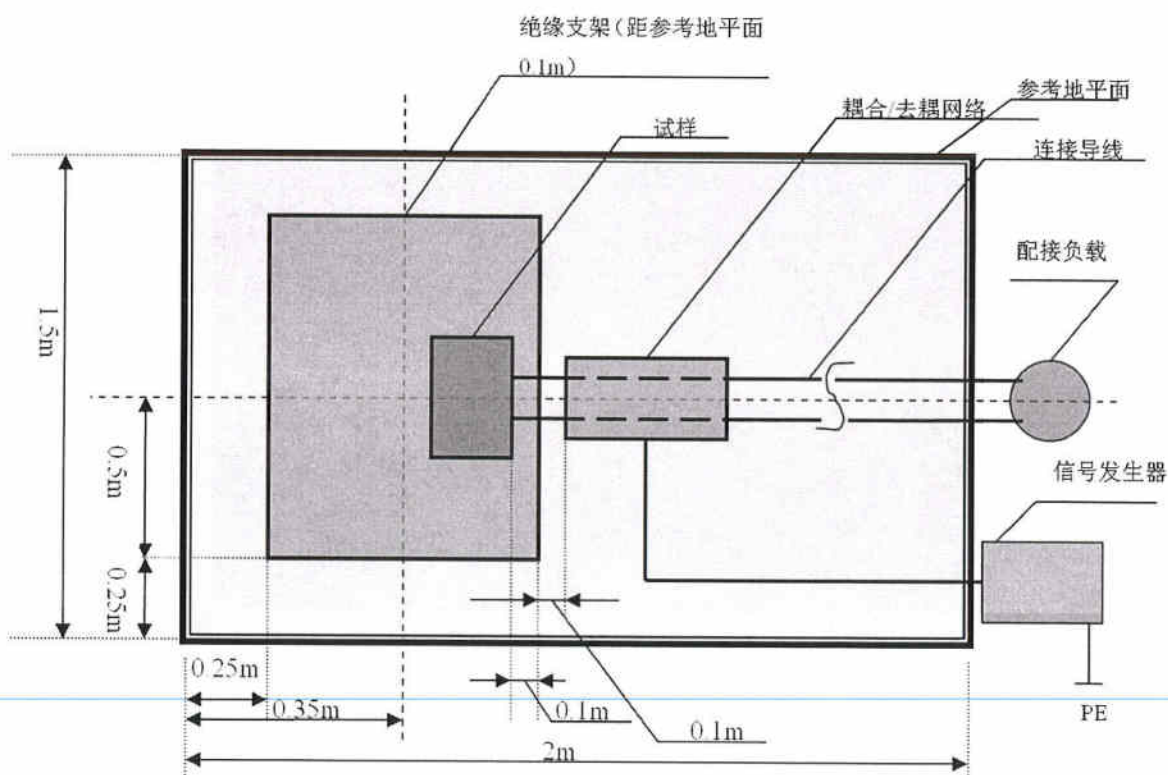 绝缘支架（距参考地平面
0.1m）
参考地平面
耦合/去耦网络
试样
连接导线
配接负载
1.5m
0.5m
信号发生器
0.25m
0.25m
0.35m
0.1m
0.1m
PE
2m